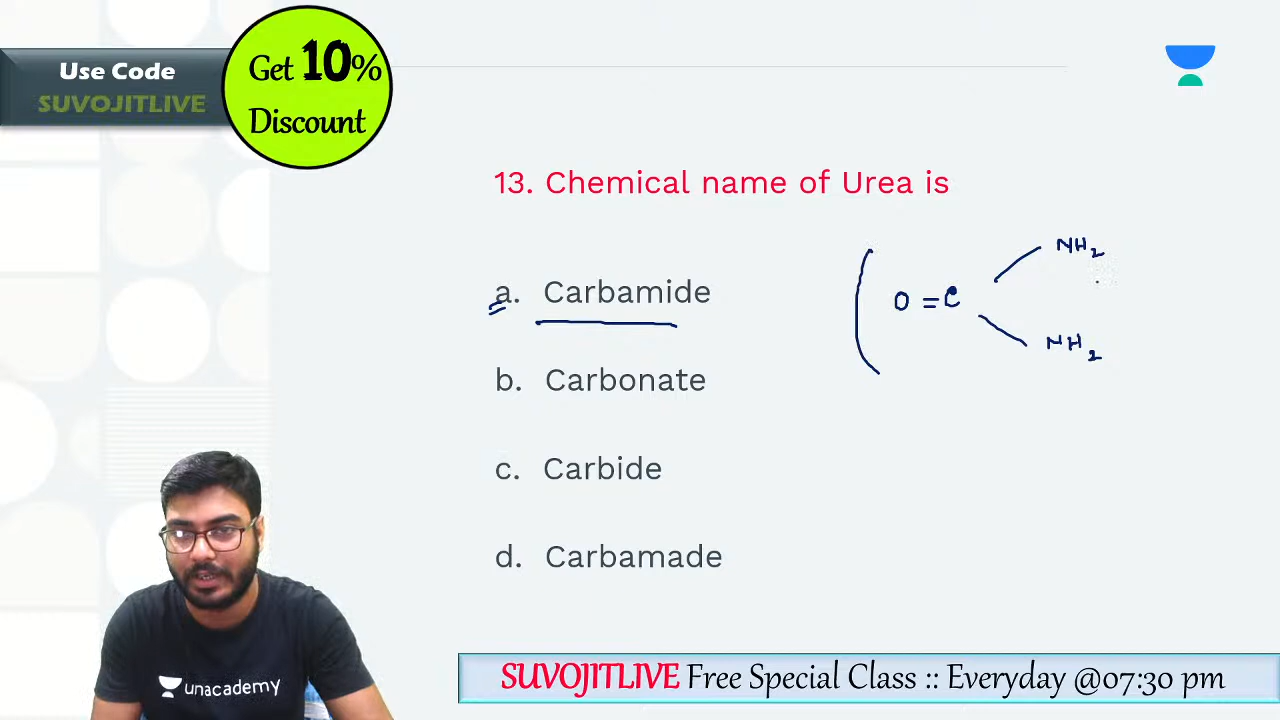 Use Code
SUVOJITLIVE
Get 10%
Discount
13. Chemical name of Urea is
a. Carbamide
b. Carbonate
c. Carbide
d. Carbamade
NH2
O = C
NH2
unacademy
SUVOJITLIVE Free Special Class :: Everyday @07:30 pm